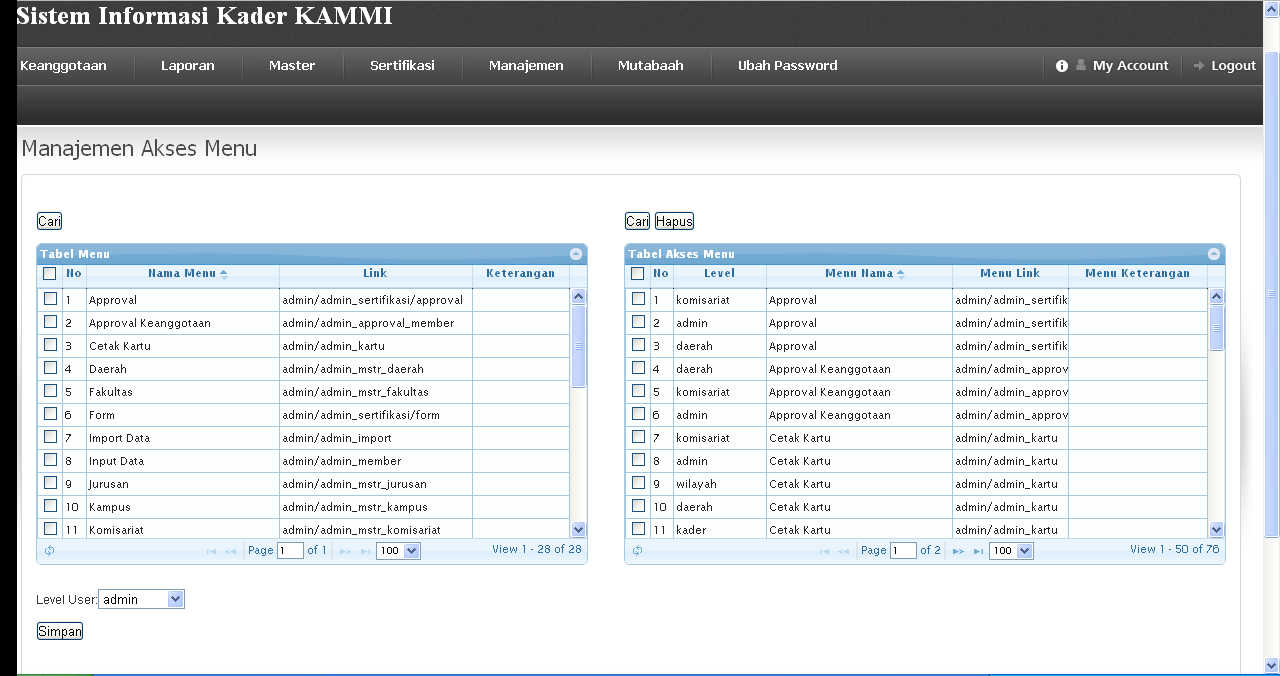 Sistem Informasi Kader KAMMI
Keanggotaan Laporan Master Sertifikasi Manajemen Mutabaah Ubah Password My Account Logout
Manajemen Akses Menu
Cari
Cari Hapus
Tabel Menu
No Nama Menu Link Keterangan
1 Approval admin/admin_sertifikasi/approval
2 Approval Keanggotaan admin/admin_approval_member
3 Cetak Kartu admin/admin_kartu
4 Daerah admin/admin_mstr_daerah
5 Fakultas admin/admin_mstr_fakultas
6 Form admin/admin_sertifikasi/form
7 Import Data admin/admin_import
8 Input Data admin/admin_member
9 Jurusan admin/admin_mstr_jurusan
10 Kampus admin/admin_mstr_kampus
11 Komisariat admin/admin_mstr_komisariat
Page 1 of 1 100 View 1 - 28 of 28
Tabel Akses Menu
No Level Menu Nama Menu Link Menu Keterangan
1 komisariat Approval admin/admin_sertifik
2 admin Approval admin/admin_sertifik
3 daerah Approval admin/admin_sertifik
4 daerah Approval Keanggotaan admin/admin_approv
5 komisariat Approval Keanggotaan admin/admin_approv
6 admin Approval Keanggotaan admin/admin_approv
7 komisariat Cetak Kartu admin/admin_kartu
8 admin Cetak Kartu admin/admin_kartu
9 wilayah Cetak Kartu admin/admin_kartu
10 daerah Cetak Kartu admin/admin_kartu
11 kader Cetak Kartu admin/admin_kartu
Page 1 of 2 100 View 1 - 50 of 76
Level User: admin
Simpan